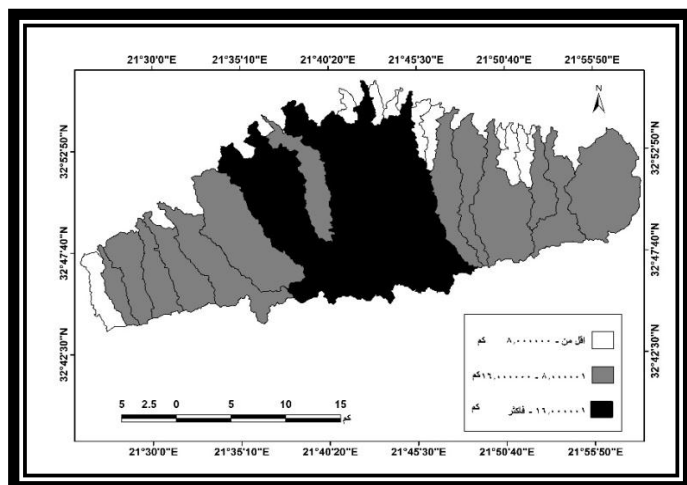 21°30'0"E 21°35'10"E 21°40'20"E 21°45'30"E 21°50'40"E 21°55'50"E
N
32°52'50"N 32°52'50"N
32°47'40"N 32°47'40"N
32°42'30"N 32°42'30"N
اقل من - ٨,٠٠٠٠٠٠ كم
٨,٠٠٠٠٠١ - ١٦,٠٠٠٠٠٠ كم
١٦,٠٠٠٠٠١ - فاكثر كم
5 2.5 0 5 10 15
كم
21°30'0"E 21°35'10"E 21°40'20"E 21°45'30"E 21°50'40"E 21°55'50"E